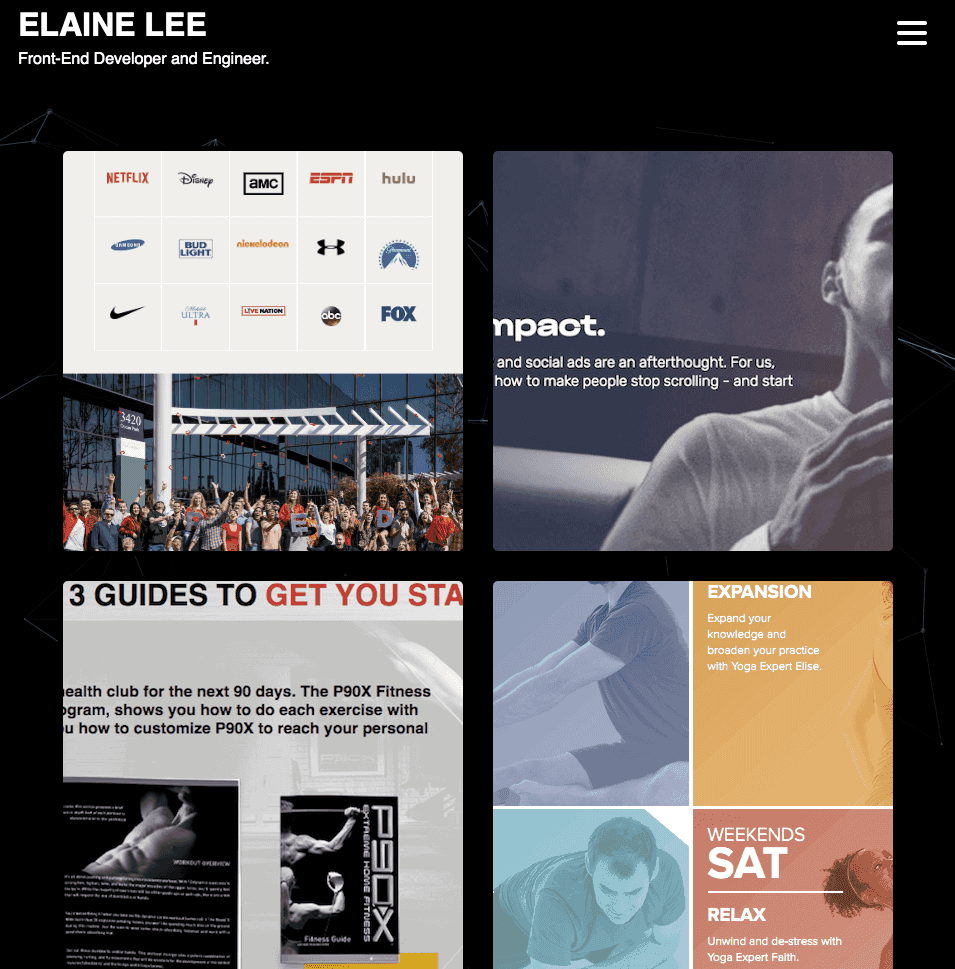 ELAINE LEE
Front-End Developer and Engineer.
NETFLIX
Disney
aMC
ESPN
hulu
SAMSUNG
BUD
LIGHT
nickelodeon
Paramount
ULTRA
LIVE NATION
abc
FOX
3420
F E D
mpact.
and social ads are an afterthought. For us,
how to make people stop scrolling - and start
3 GUIDES TO GET YOU STA
health club for the next 90 days. The P90X Fitness
ogram, shows you how to do each exercise with
u how to customize P90X to reach your personal
WORKOUT OVERVIEW
P90X
EXTREME HOME FITNESS
Fitness Guide
EXPANSION
Expand your
knowledge and
broaden your practice
with Yoga Expert Elise.
WEEKENDS
SAT
RELAX
Unwind and de-stress with
Yoga Expert Faith.